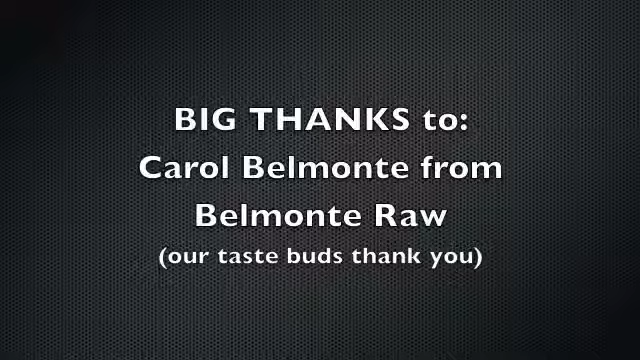 BIG THANKS to:
Carol Belmonte from
Belmonte Raw
(our taste buds thank you)